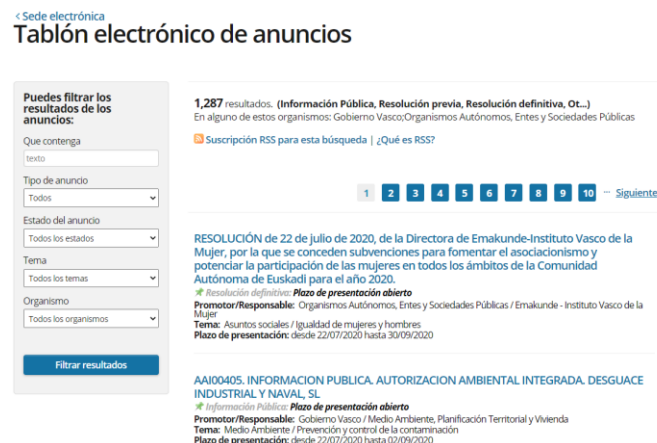 < Sede electrónica
Tablón electrónico de anuncios
Puedes filtrar los
resultados de los
anuncios:
Que contenga
texto
Tipo de anuncio
Todos
Estado del anuncio
Todos los estados
Tema
Todos los temas
Organismo
Todos los organismos
Filtrar resultados
1,287 resultados. (Información Pública, Resolución previa, Resolución definitiva, Ot...)
En alguno de estos organismos: Gobierno Vasco;Organismos Autónomos, Entes y Sociedades Públicas
Suscripción RSS para esta búsqueda | ¿Qué es RSS?
1 2 3 4 5 6 7 8 9 10 — Siguiente
RESOLUCIÓN de 22 de julio de 2020, de la Directora de Emakunde-Instituto Vasco de la
Mujer, por la que se conceden subvenciones para fomentar el asociacionismo y
potenciar la participación de las mujeres en todos los ámbitos de la Comunidad
Autónoma de Euskadi para el año 2020.
Resolución definitiva: Plazo de presentación abierto
Promotor/Responsable: Organismos Autónomos, Entes y Sociedades Públicas / Emakunde - Instituto Vasco de la
Mujer
Tema: Asuntos sociales / Igualdad de mujeres y hombres
Plazo de presentación: desde 22/07/2020 hasta 30/09/2020
AAI00405. INFORMACION PUBLICA. AUTORIZACION AMBIENTAL INTEGRADA. DESGUACE
INDUSTRIAL Y NAVAL, SL
Información Pública: Plazo de presentación abierto
Promotor/Responsable: Gobierno Vasco / Medio Ambiente, Planificación Territorial y Vivienda
Tema: Medio Ambiente / Prevención y control de la contaminación
Plazo de presentación: desde 22/07/2020 hasta 02/09/2020